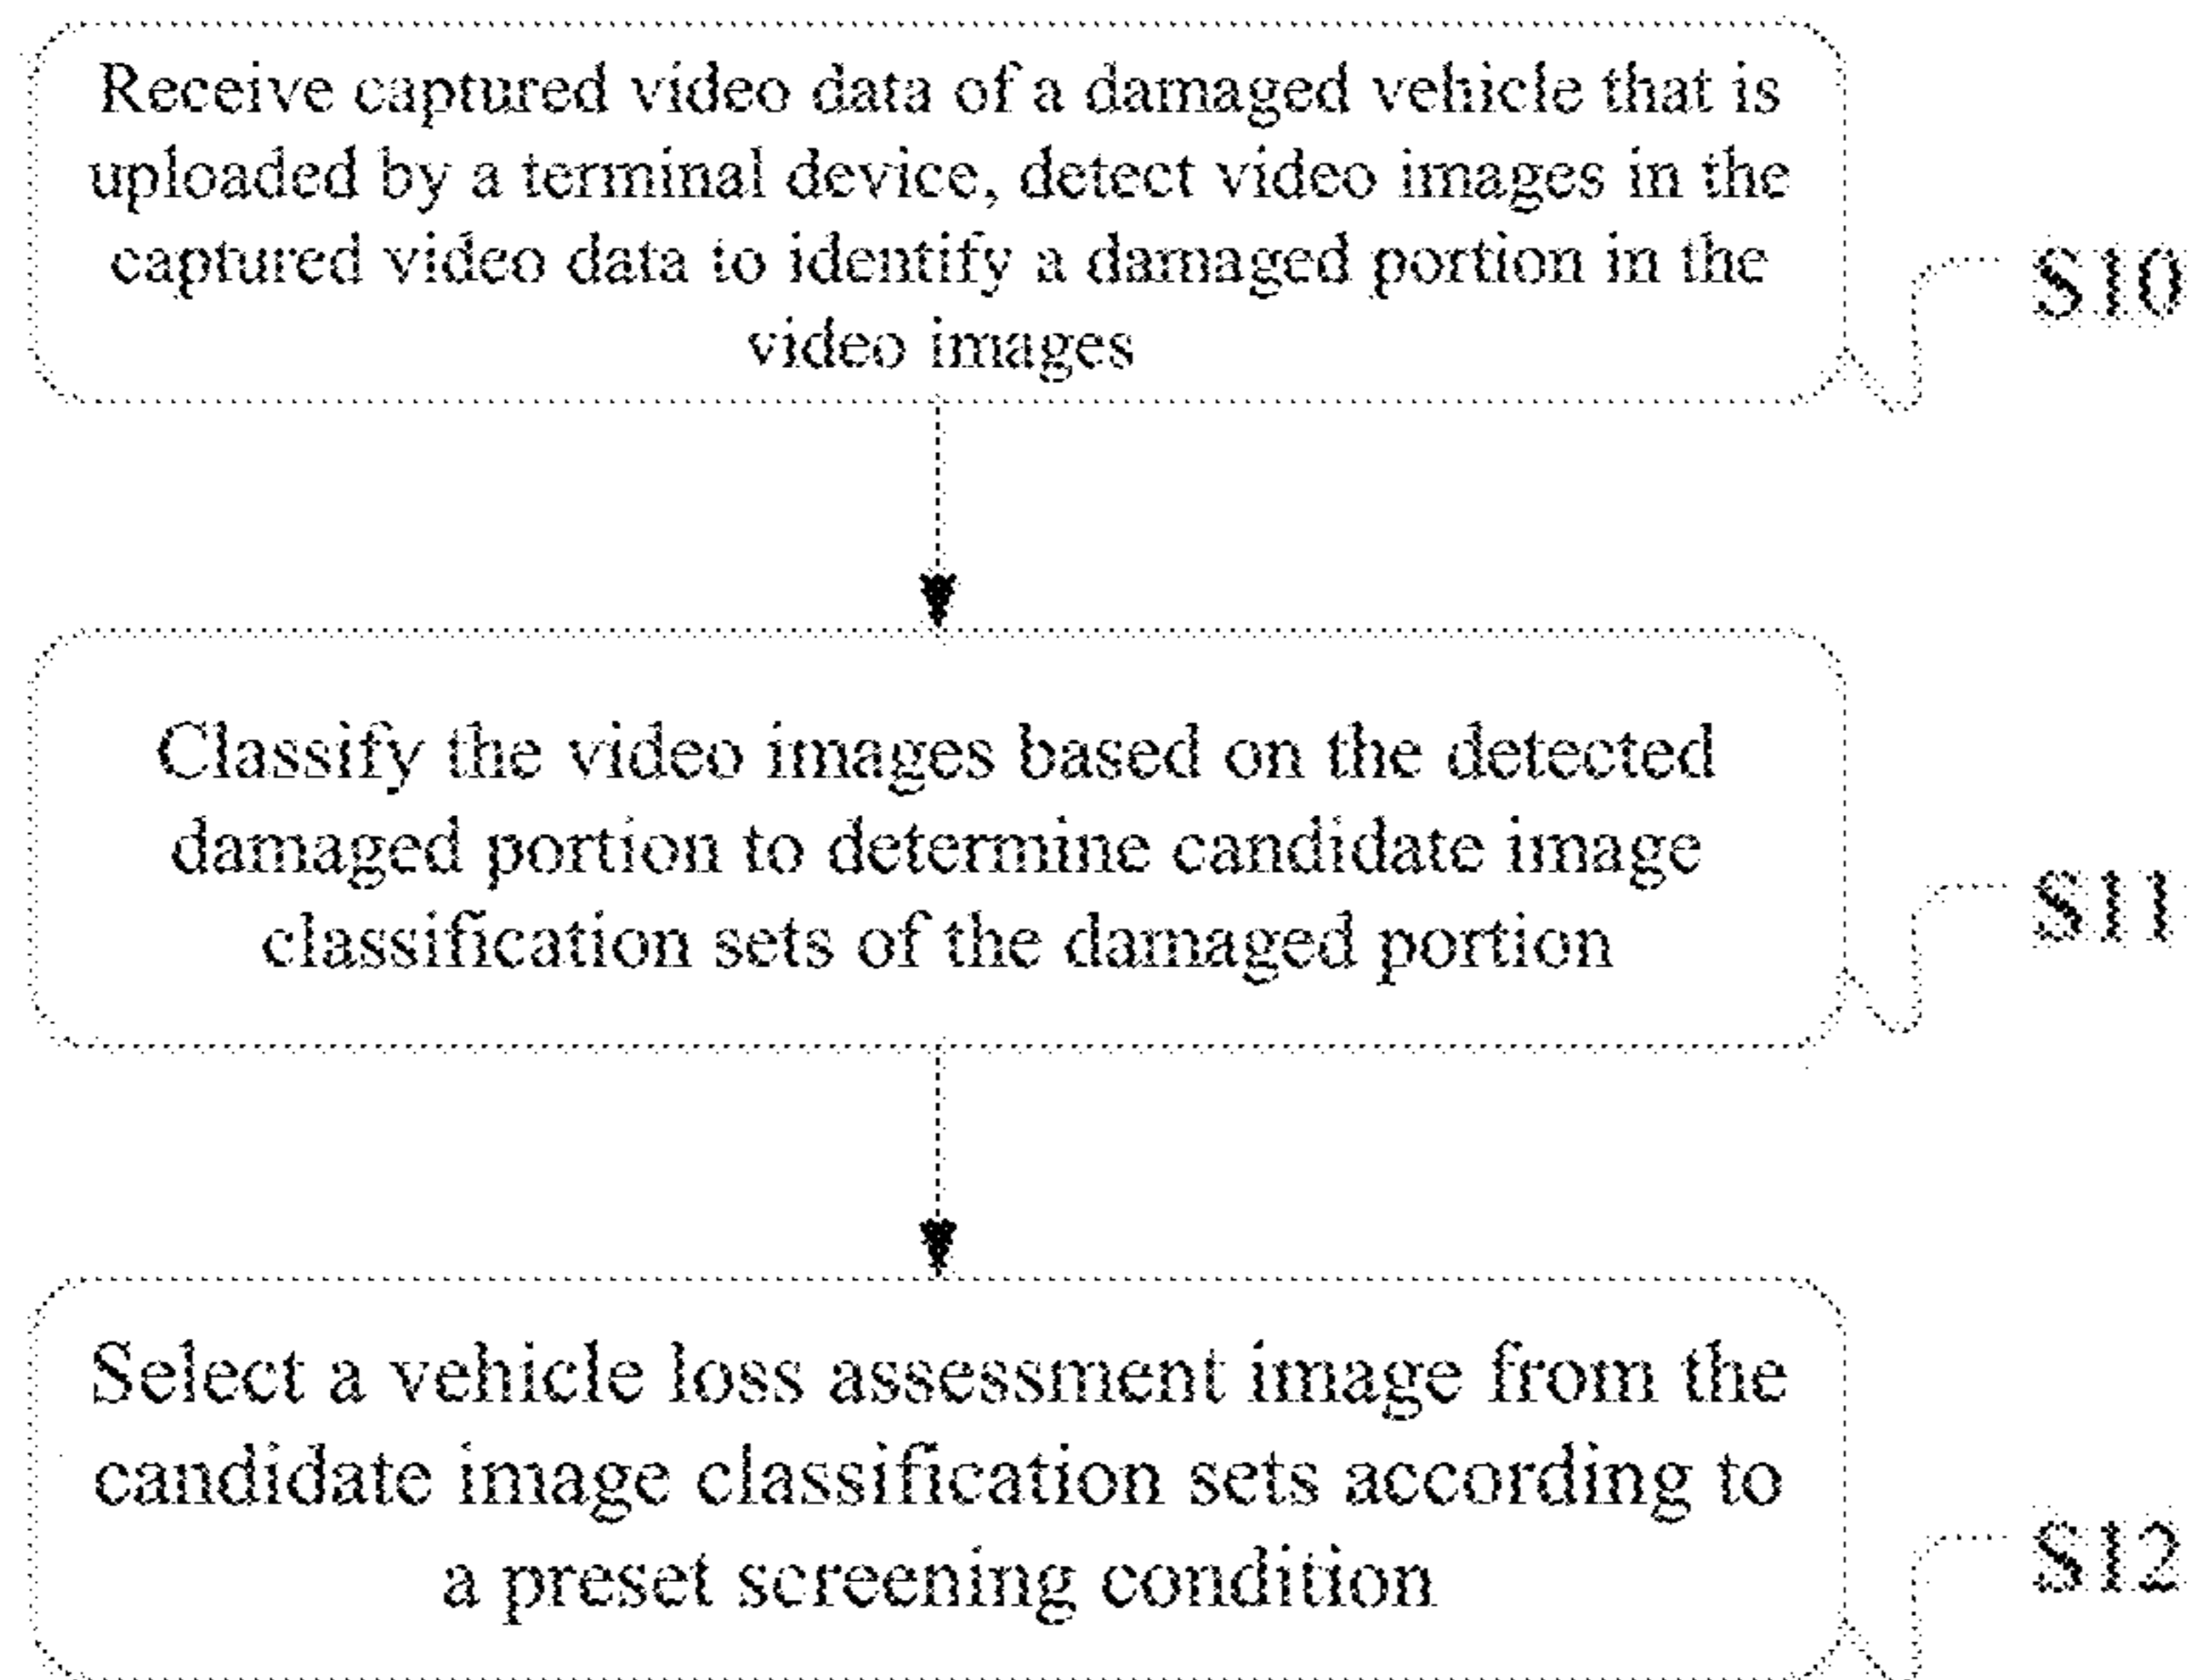 Receive captured video data of a damaged vehicle that is
uploaded by a terminal device, detect video images in the
captured video data to identify a damaged portion in the
video images
S10
Classify the video images based on the detected
damaged portion to determine candidate image
classification sets of the damaged portion
S11
Select a vehicle loss assessment image from the
candidate image classification sets according to
a preset screening condition
S12